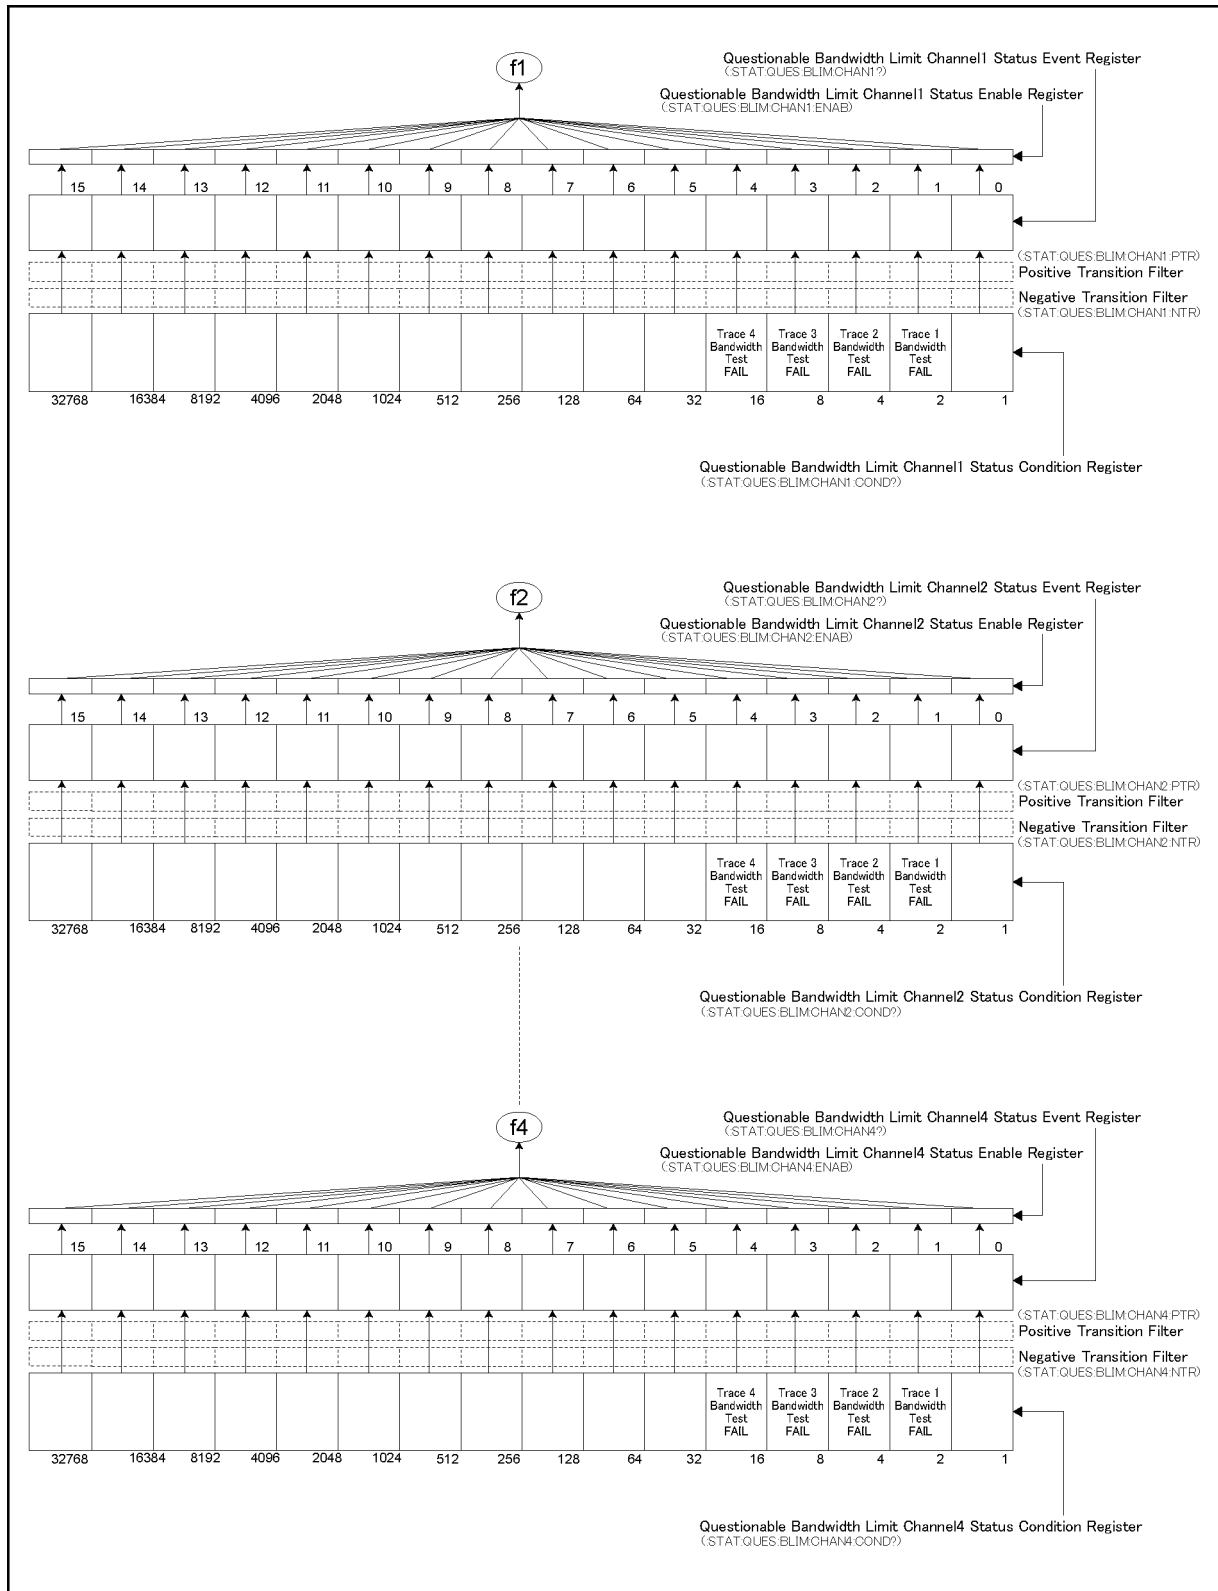 f1
Questionable Bandwidth Limit Channel1 Status Event Register
(:STAT:QUES:BLIM:CHAN1?)
Questionable Bandwidth Limit Channel1 Status Enable Register
(:STAT:QUES:BLIM:CHAN1:ENAB)
15 14 13 12 11 10 9 8 7 6 5 4 3 2 1 0
(:STAT:QUES:BLIM:CHAN1:PTR)
Positive Transition Filter
Negative Transition Filter
(:STAT:QUES:BLIM:CHAN1:NTR)
Trace 4 Trace 3 Trace 2 Trace 1
Bandwidth Bandwidth Bandwidth Bandwidth
Test Test Test Test
FAIL FAIL FAIL FAIL
32768 16384 8192 4096 2048 1024 512 256 128 64 32 16 8 4 2 1
Questionable Bandwidth Limit Channel1 Status Condition Register
(:STAT:QUES:BLIM:CHAN1:COND?)
f2
Questionable Bandwidth Limit Channel2 Status Event Register
(:STAT:QUES:BLIM:CHAN2?)
Questionable Bandwidth Limit Channel2 Status Enable Register
(:STAT:QUES:BLIM:CHAN2:ENAB)
15 14 13 12 11 10 9 8 7 6 5 4 3 2 1 0
(:STAT:QUES:BLIM:CHAN2:PTR)
Positive Transition Filter
Negative Transition Filter
(:STAT:QUES:BLIM:CHAN2:NTR)
Trace 4 Trace 3 Trace 2 Trace 1
Bandwidth Bandwidth Bandwidth Bandwidth
Test Test Test Test
FAIL FAIL FAIL FAIL
32768 16384 8192 4096 2048 1024 512 256 128 64 32 16 8 4 2 1
Questionable Bandwidth Limit Channel2 Status Condition Register
(:STAT:QUES:BLIM:CHAN2:COND?)
f4
Questionable Bandwidth Limit Channel4 Status Event Register
(:STAT:QUES:BLIM:CHAN4?)
Questionable Bandwidth Limit Channel4 Status Enable Register
(:STAT:QUES:BLIM:CHAN4:ENAB)
15 14 13 12 11 10 9 8 7 6 5 4 3 2 1 0
(:STAT:QUES:BLIM:CHAN4:PTR)
Positive Transition Filter
Negative Transition Filter
(:STAT:QUES:BLIM:CHAN4:NTR)
Trace 4 Trace 3 Trace 2 Trace 1
Bandwidth Bandwidth Bandwidth Bandwidth
Test Test Test Test
FAIL FAIL FAIL FAIL
32768 16384 8192 4096 2048 1024 512 256 128 64 32 16 8 4 2 1
Questionable Bandwidth Limit Channel4 Status Condition Register
(:STAT:QUES:BLIM:CHAN4:COND?)